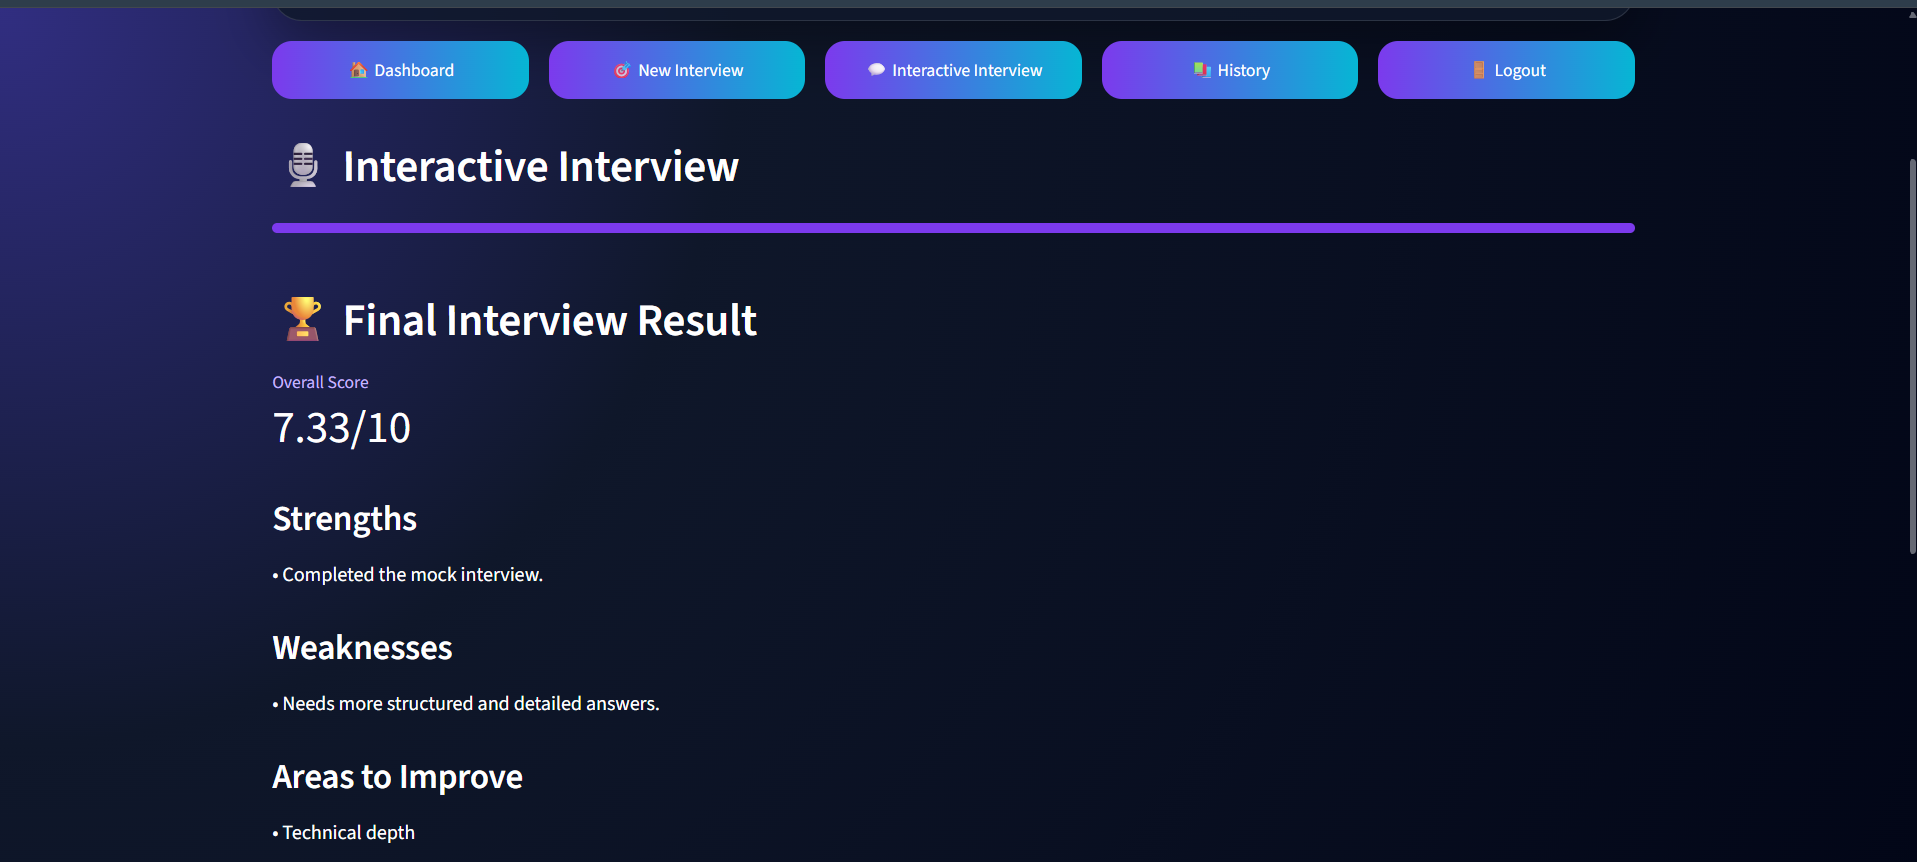 Dashboard
New Interview
Interactive Interview
History
Logout
Interactive Interview
Final Interview Result
Overall Score
7.33/10
Strengths
• Completed the mock interview.
Weaknesses
• Needs more structured and detailed answers.
Areas to Improve
• Technical depth